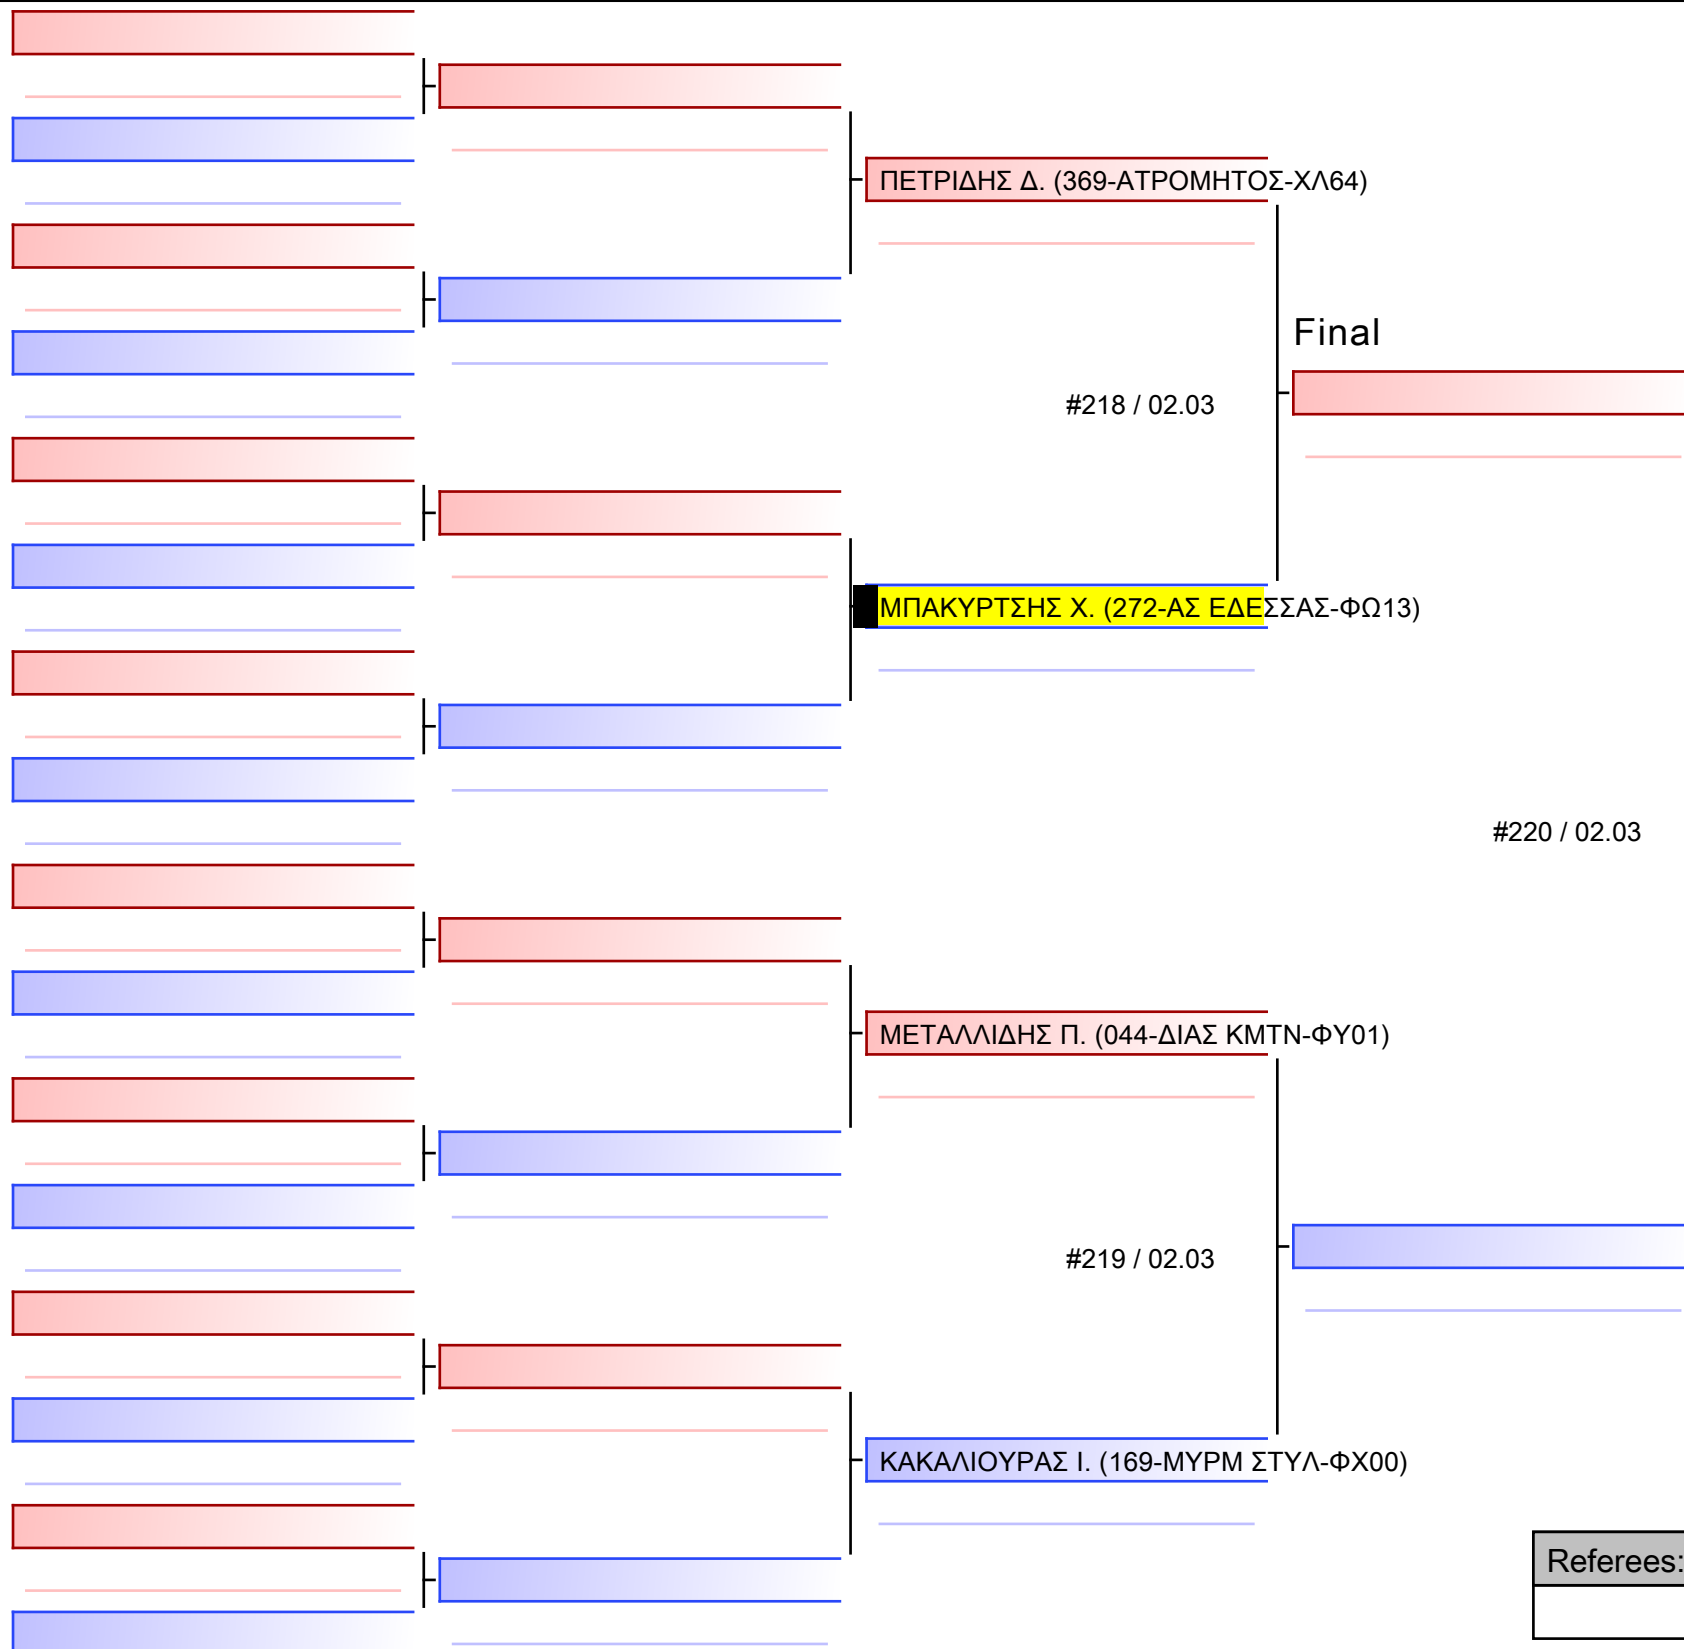 ΠΕΤΡΙΔΗΣ Δ. (369-ΑΤΡΟΜΗΤΟΣ-ΧΛ64)
Final
#218 / 02.03
ΜΠΑΚΥΡΤΣΗΣ Χ. (272-ΑΣ ΕΔΕΣΣΑΣ-ΦΩ13)
#220 / 02.03
ΜΕΤΑΛΛΙΔΗΣ Π. (044-ΔΙΑΣ ΚΜΤΝ-ΦΥ01)
#219 / 02.03
ΚΑΚΑΛΙΟΥΡΑΣ Ι. (169-ΜΥΡΜ ΣΤΥΛ-ΦΧ00)
Referees: